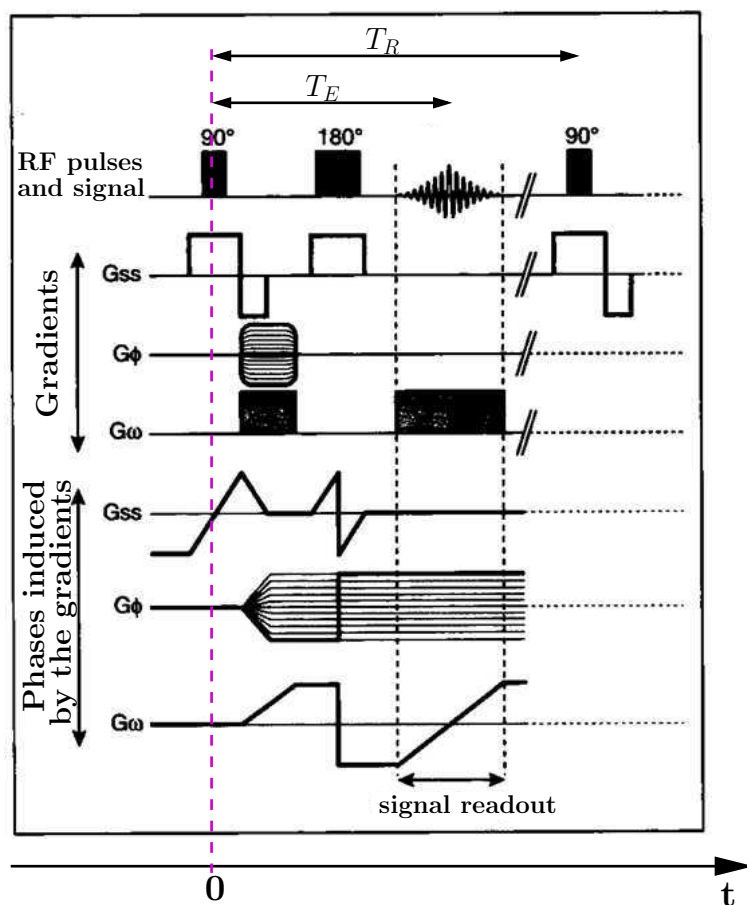 T_R
T_E
90° 180° 90°
RF pulses
and signal
Gradients
Gss
Gϕ
Gω
Phases induced
by the gradients
Gss
Gϕ
Gω
signal readout
0 t